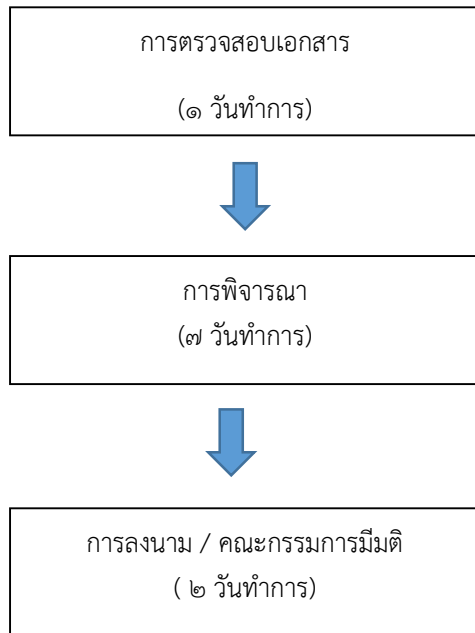 การตรวจสอบเอกสาร
(๑ วันทำการ)
การพิจารณา
(๗ วันทำการ)
การลงนาม / คณะกรรมการมีมติ
( ๒ วันทำการ)